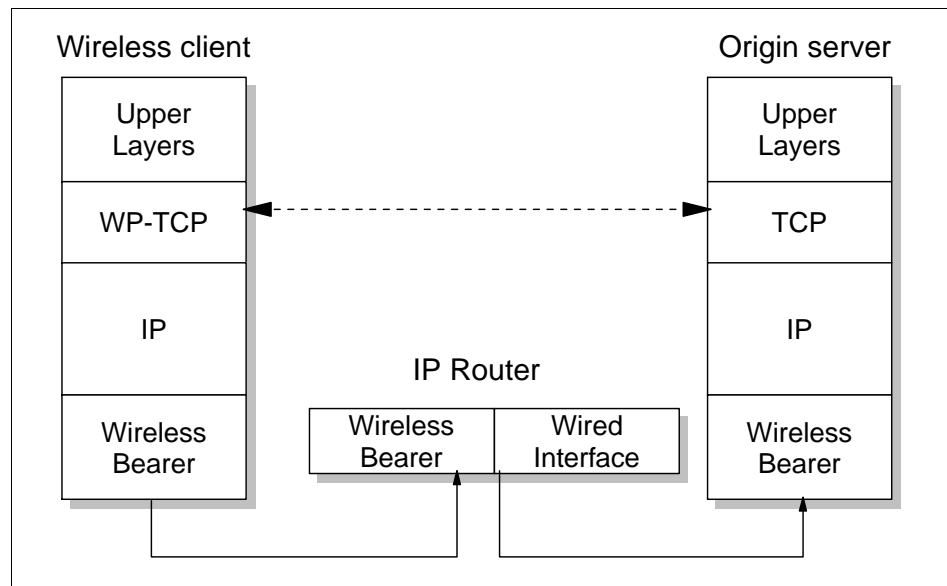 Wireless client
Upper
Layers
WP-TCP
IP
Wireless
Bearer
IP Router
Wireless
Bearer
Wired
Interface
Origin server
Upper
Layers
TCP
IP
Wireless
Bearer